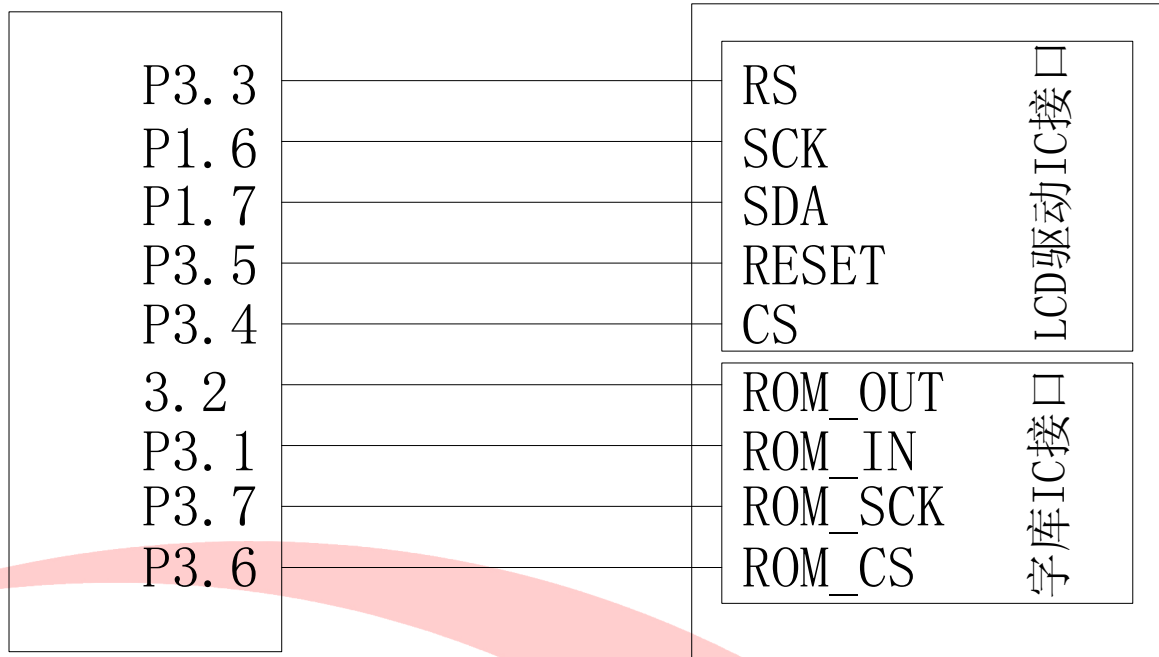 P3.3
P1.6
P1.7
P3.5
P3.4
3.2
P3.1
P3.7
P3.6
RS
SCK
SDA
RESET
CS
LCD驱动IC接口
ROM_OUT
ROM_IN
ROM_SCK
ROM_CS
字库IC接口